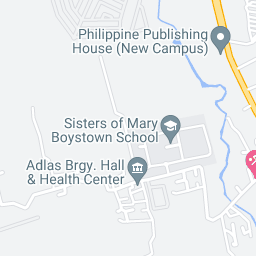 Philippine Publishing
House (New Campus)
Sisters of Mary
Boystown School
Adlas Brgy. Hall
& Health Center